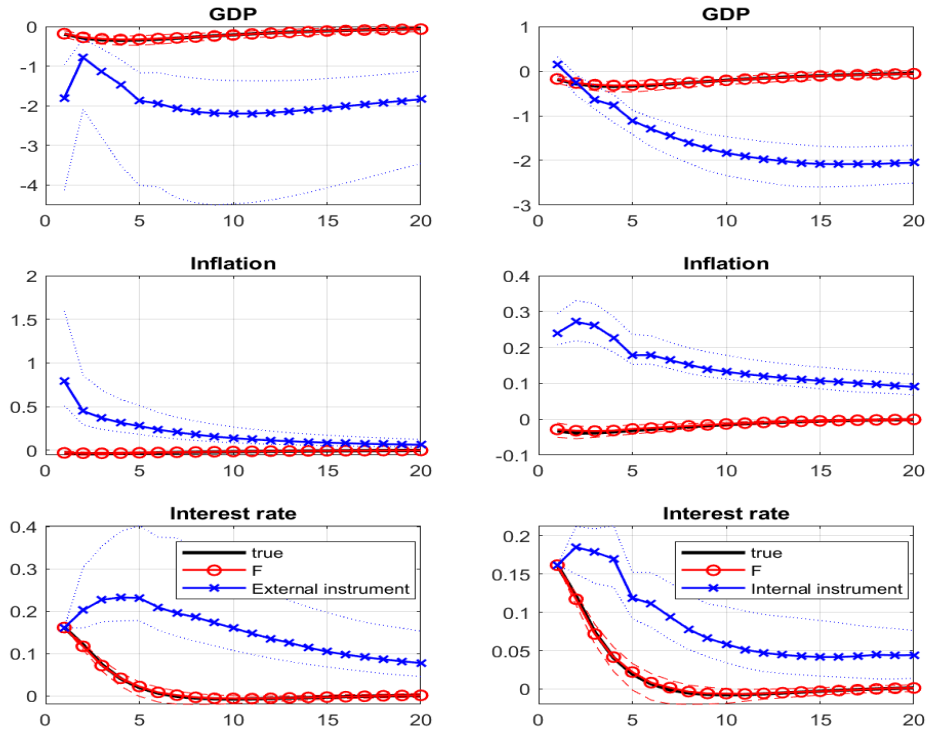 GDP
0
-1
-2
-3
-4
0 5 10 15 20
GDP
1
0
-1
-2
-3
0 5 10 15 20
Inflation
2
1.5
1
0.5
0
0 5 10 15 20
Inflation
0.4
0.3
0.2
0.1
0
-0.1
0 5 10 15 20
Interest rate
0.4
0.3
0.2
0.1
0
true
F
External instrument
0 5 10 15 20
Interest rate
0.2
0.15
0.1
0.05
0
true
F
Internal instrument
0 5 10 15 20